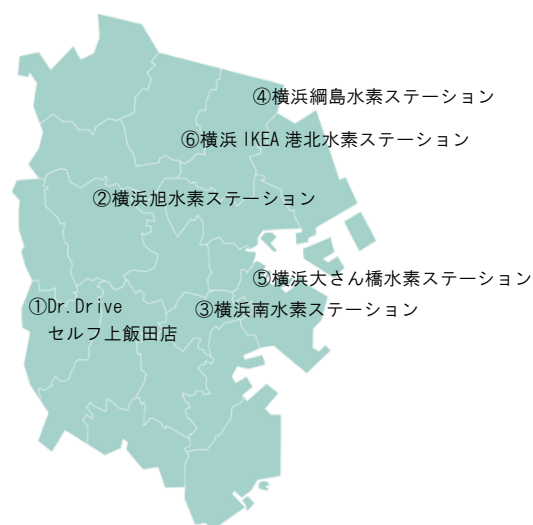 ④横浜綱島水素ステーション
⑥横浜 IKEA 港北水素ステーション
②横浜旭水素ステーション
⑤横浜大さん橋水素ステーション
①Dr.Drive
セルフ上飯田店
③横浜南水素ステーション